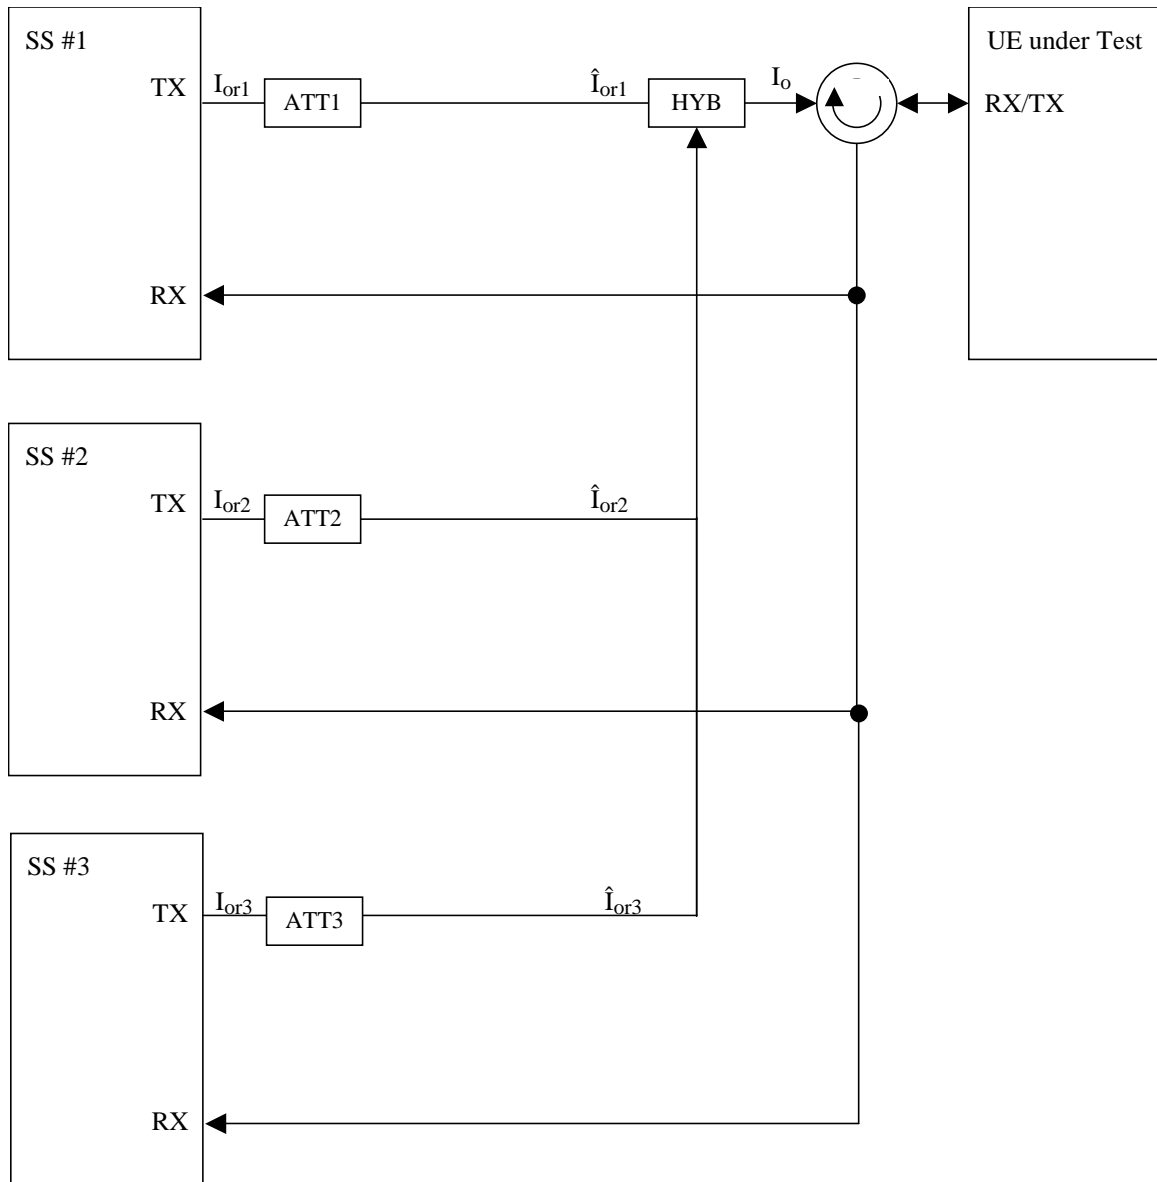 SS #1
UE under Test
TX
I_or1
ATT1
Î_or1
HYB
I_o
RX/TX
RX
SS #2
TX
I_or2
ATT2
Î_or2
RX
SS #3
TX
I_or3
ATT3
Î_or3
RX